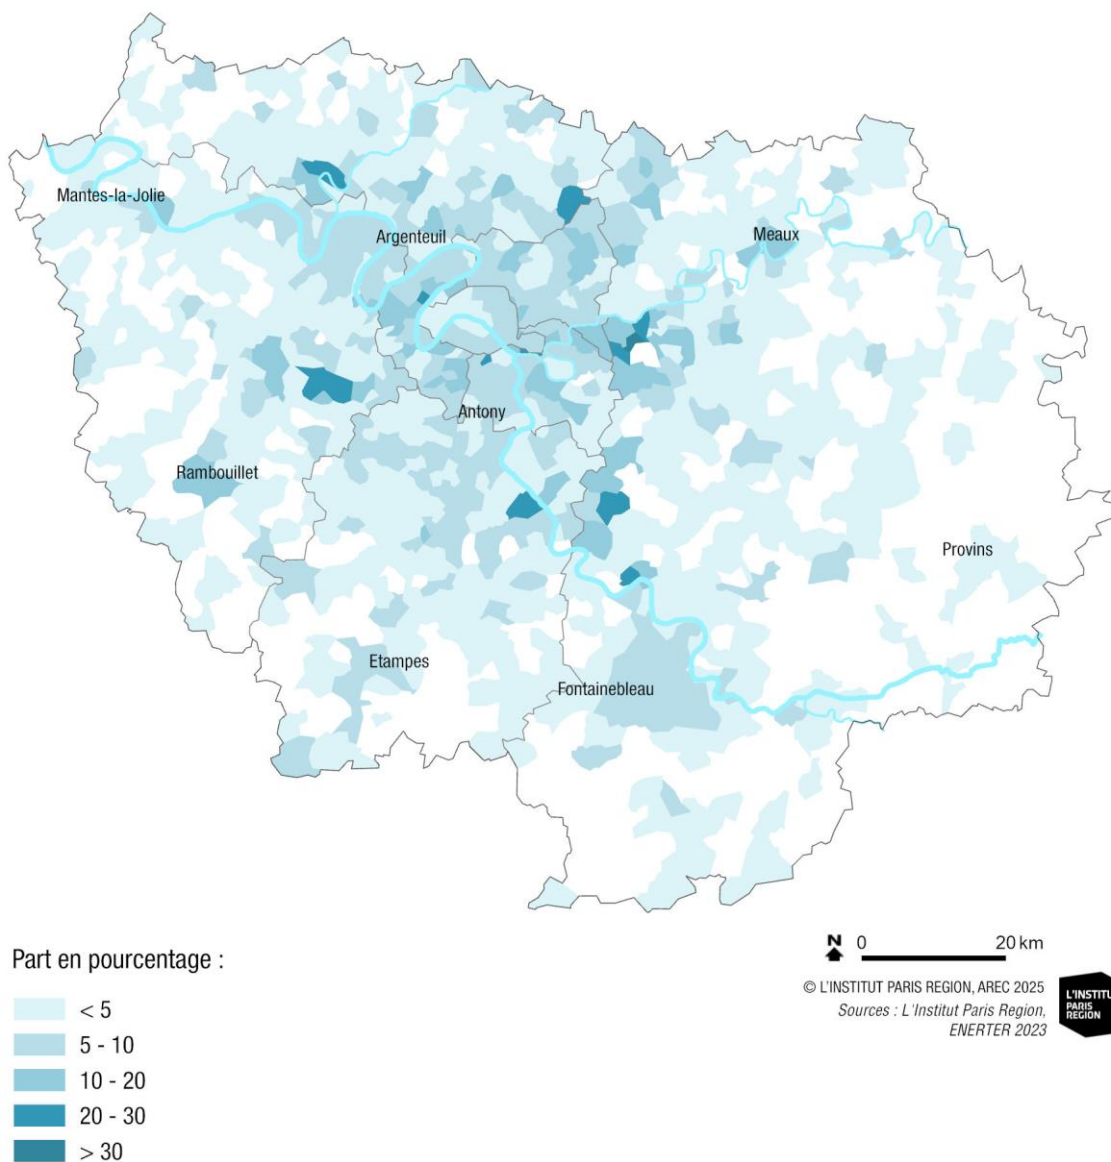 Mantes-la-Jolie
Argenteuil
Meaux
Antony
Rambouillet
Provins
Etampes
Fontainebleau
Part en pourcentage :
< 5
5 - 10
10 - 20
20 - 30
> 30
N 0 20 km
© L'INSTITUT PARIS REGION, AREC 2025
Sources : L'Institut Paris Region,
ENERTER 2023
L'INSTITU
PARIS
REGION